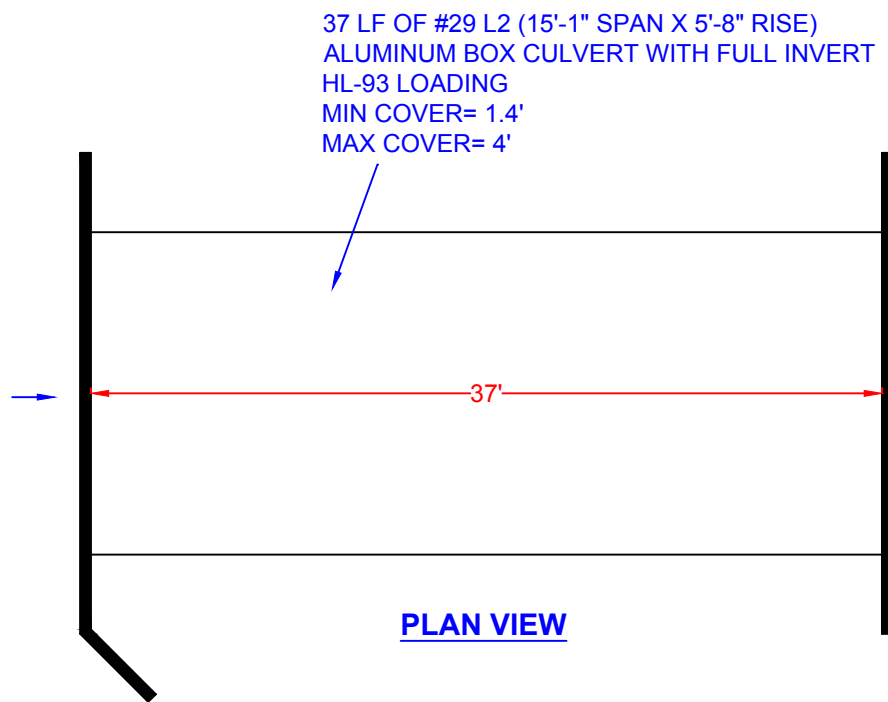 37 LF OF #29 L2 (15'-1" SPAN X 5'-8" RISE)
ALUMINUM BOX CULVERT WITH FULL INVERT
HL-93 LOADING
MIN COVER= 1.4'
MAX COVER= 4'
37'
PLAN VIEW